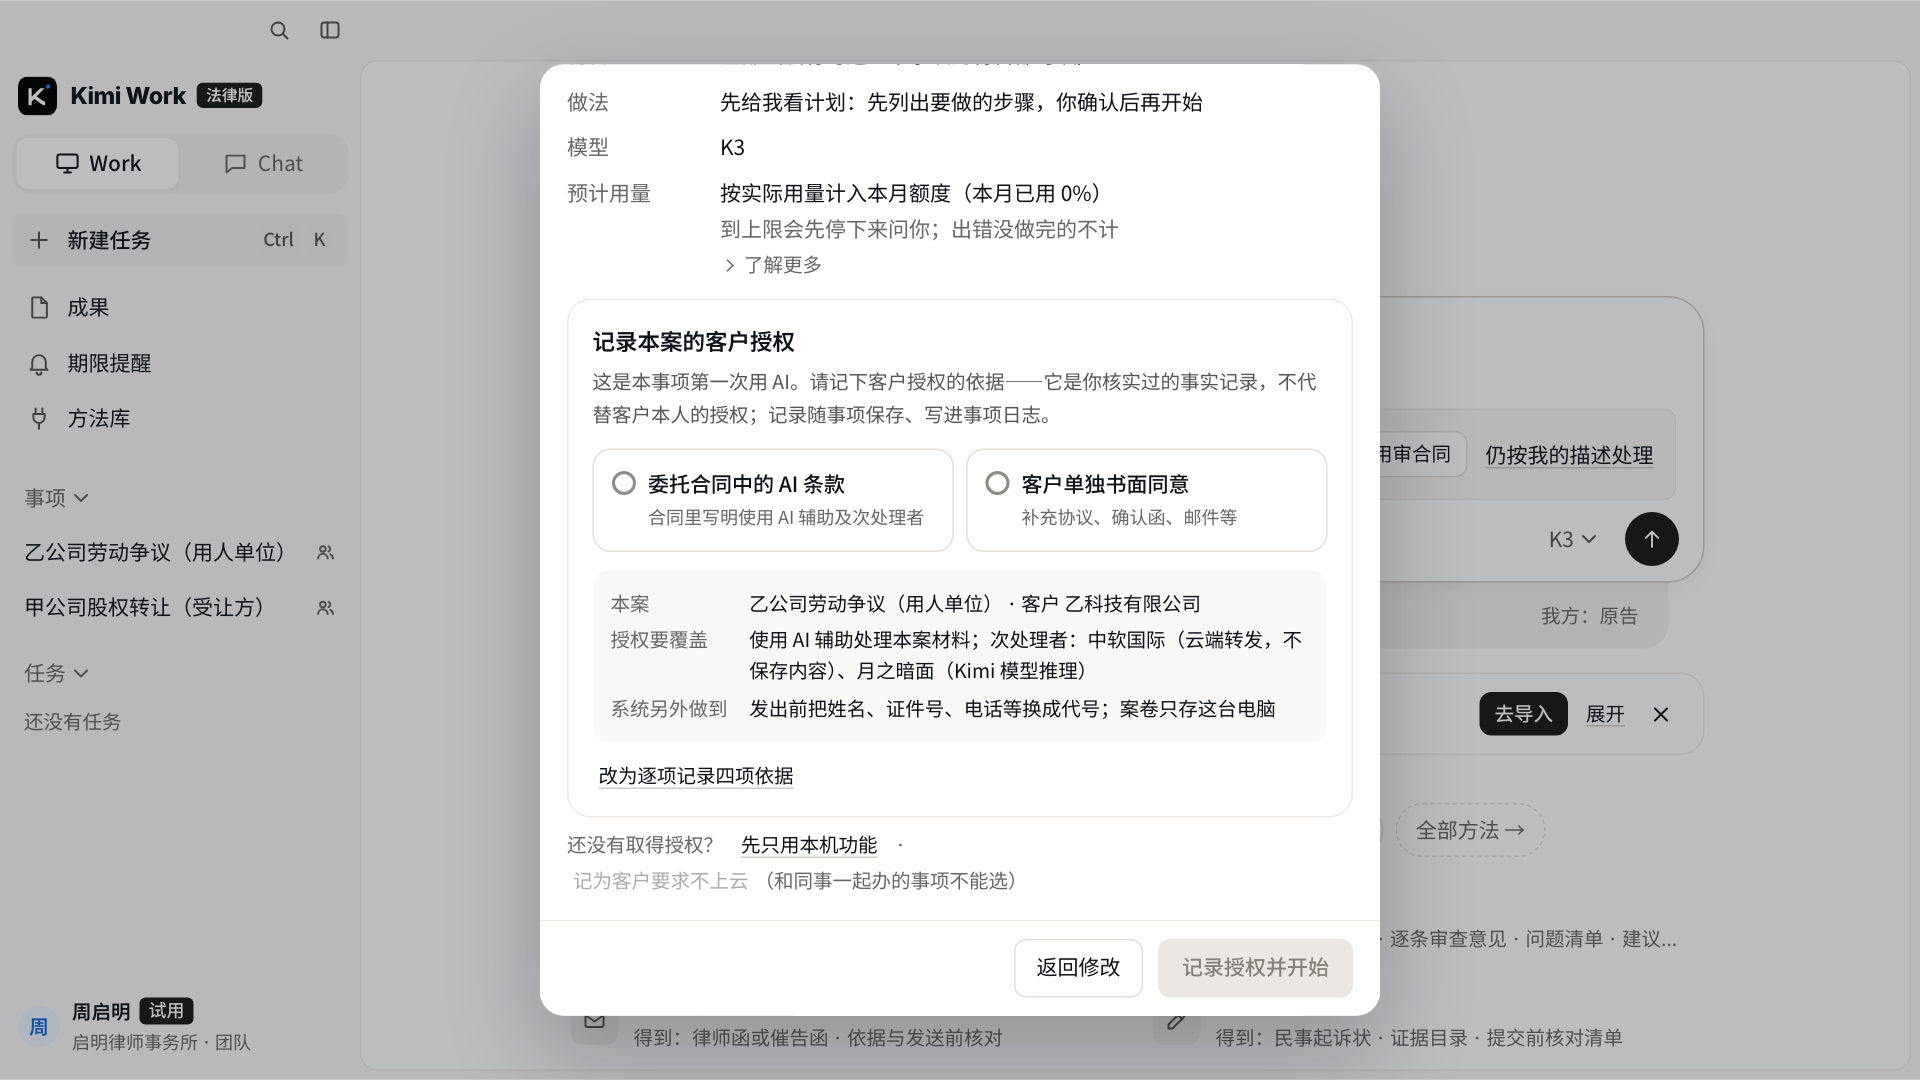 Kimi Work 法律版
Work
Chat
新建任务 Ctrl K
成果
期限提醒
方法库
事项
乙公司劳动争议（用人单位）
甲公司股权转让（受让方）
任务
还没有任务
周 周启明 试用
启明律师事务所 · 团队
做法 先给我看计划：先列出要做的步骤，你确认后再开始
模型 K3
预计用量 按实际用量计入本月额度（本月已用 0%）
到上限会先停下来问你；出错没做完的不计
了解更多
记录本案的客户授权
这是本事项第一次用 AI。请记下客户授权的依据——它是你核实过的事实记录，不代
替客户本人的授权；记录随事项保存、写进事项日志。
委托合同中的 AI 条款
合同里写明使用 AI 辅助及次处理者
客户单独书面同意
补充协议、确认函、邮件等
本案 乙公司劳动争议（用人单位） · 客户 乙科技有限公司
授权要覆盖 使用 AI 辅助处理本案材料；次处理者：中软国际（云端转发，不
保存内容）、月之暗面（Kimi 模型推理）
系统另外做到 发出前把姓名、证件号、电话等换成代号；案卷只存这台电脑
改为逐项记录四项依据
还没有取得授权？ 先只用本机功能 ·
记为客户要求不上云 （和同事一起办的事项不能选）
返回修改
记录授权并开始
用审合同 仍按我的描述处理
K3
我方：原告
去导入 展开
全部方法 →
· 逐条审查意见 · 问题清单 · 建议...
得到：律师函或催告函 · 依据与发送前核对
得到：民事起诉状 · 证据目录 · 提交前核对清单